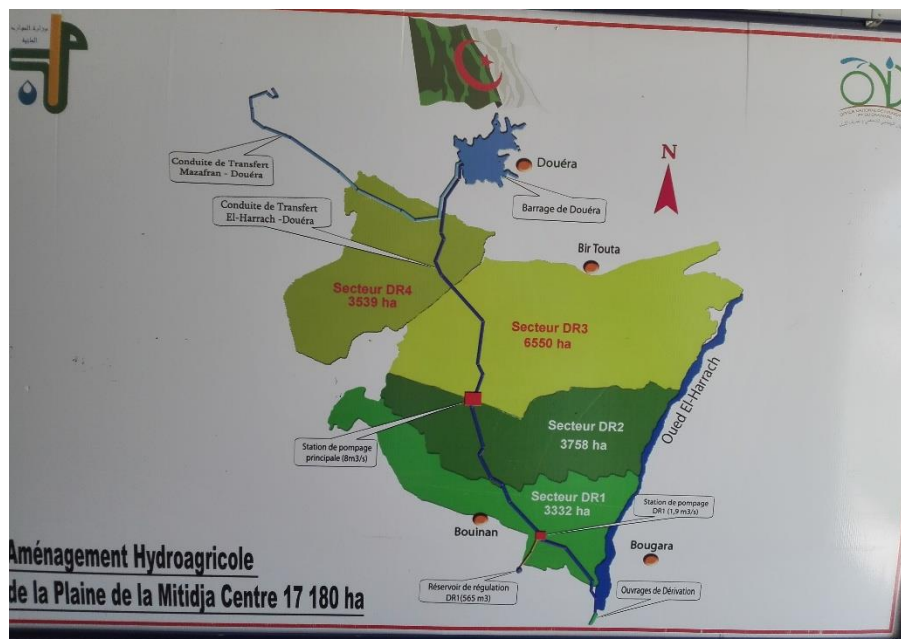 Douéra
N
Conduite de Transfert
Mazafran - Douéra
Barrage de Douéra
Conduite de Transfert
El-Harrach -Douéra
Bir Touta
Secteur DR4
3539 ha
Secteur DR3
6550 ha
Oued El-Harrach
Secteur DR2
3758 ha
Station de pompage
principale (8m3/s)
Secteur DR1
3332 ha
Station de pompage
DR1 (1,9 m3/s)
Bouinan
Bougara
Réservoir de régulation
DR1(565 m3)
Ouvrages de Dérivation
Aménagement Hydroagricole
de la Plaine de la Mitidja Centre 17 180 ha